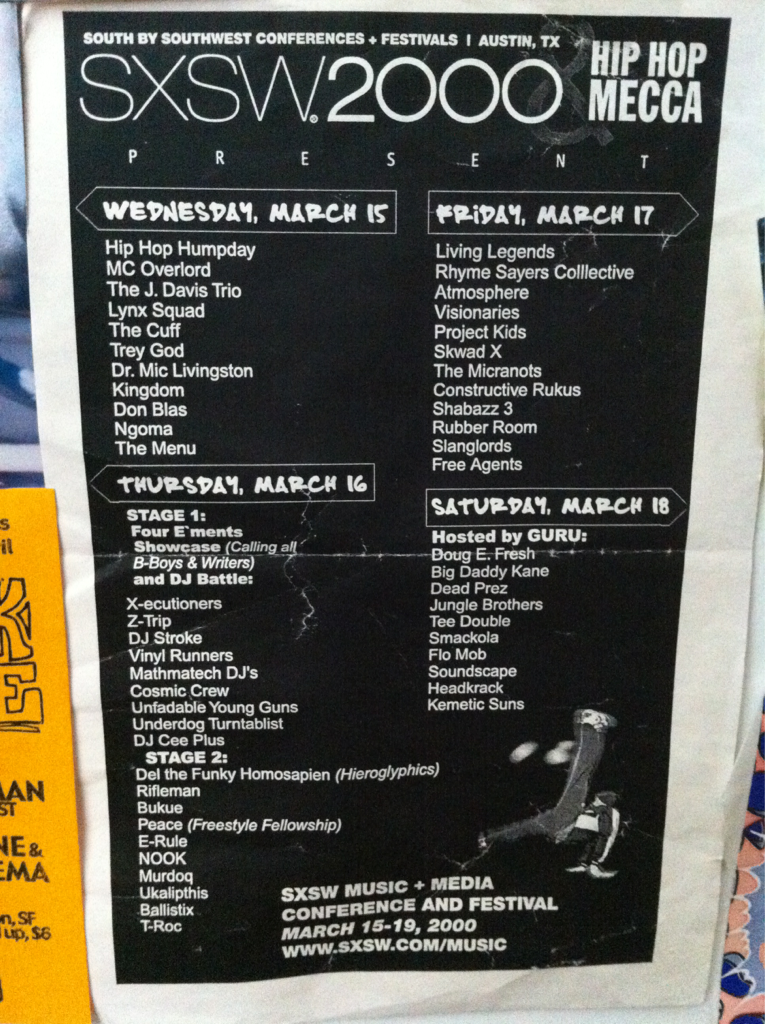 SOUTH BY SOUTHWEST CONFERENCES + FESTIVALS | AUSTIN, TX
SXSW®2000
& HIP HOP
MECCA
PRESENT
WEDNESDAY, MARCH 15
Hip Hop Humpday
MC Overlord
The J. Davis Trio
Lynx Squad
The Cuff
Trey God
Dr. Mic Livingston
Kingdom
Don Blas
Ngoma
The Menu
THURSDAY, MARCH 16
STAGE 1:
Four E`ments
Showcase (Calling all
B-Boys & Writers)
and DJ Battle:
X-ecutioners
Z-Trip
DJ Stroke
Vinyl Runners
Mathmatech DJ's
Cosmic Crew
Unfadable Young Guns
Underdog Turntablist
DJ Cee Plus
STAGE 2:
Del the Funky Homosapien (Hieroglyphics)
Rifleman
Bukue
Peace (Freestyle Fellowship)
E-Rule
NOOK
Murdoq
Ukalipthis
Ballistix
T-Roc
FRIDAY, MARCH 17
Living Legends
Rhyme Sayers Colllective
Atmosphere
Visionaries
Project Kids
Skwad X
The Micranots
Constructive Rukus
Shabazz 3
Rubber Room
Slanglords
Free Agents
SATURDAY, MARCH 18
Hosted by GURU:
Doug E. Fresh
Big Daddy Kane
Dead Prez
Jungle Brothers
Tee Double
Smackola
Flo Mob
Soundscape
Headkrack
Kemetic Suns
SXSW MUSIC + MEDIA
CONFERENCE AND FESTIVAL
MARCH 15-19, 2000
WWW.SXSW.COM/MUSIC